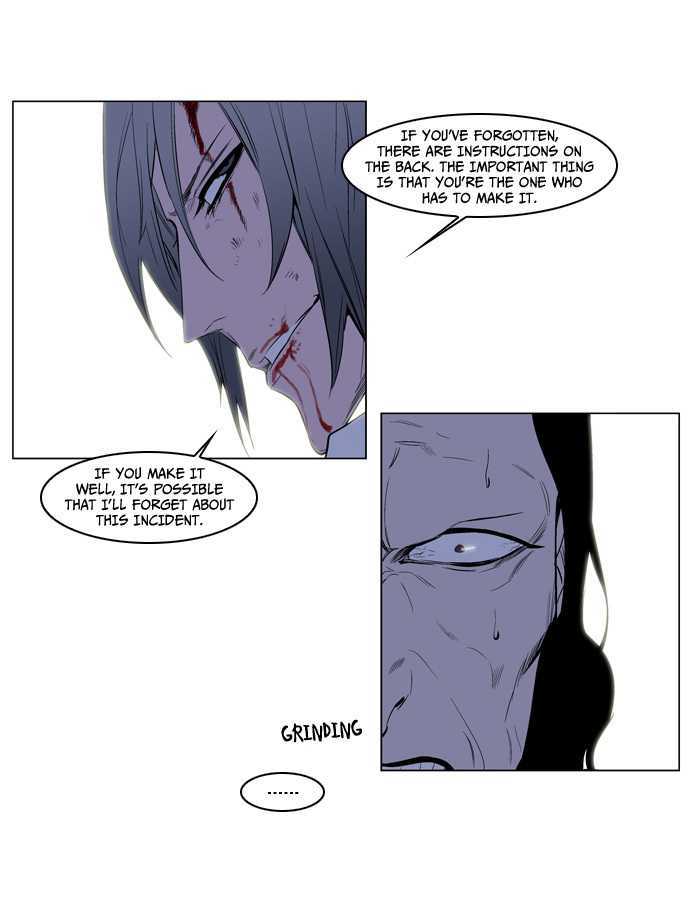 IF YOU'VE FORGOTTEN,
THERE ARE INSTRUCTIONS ON
THE BACK. THE IMPORTANT THING
IS THAT YOU'RE THE ONE WHO
HAS TO MAKE IT.
IF YOU MAKE IT
WELL, IT'S POSSIBLE
THAT I'LL FORGET ABOUT
THIS INCIDENT.
GRINDING
------